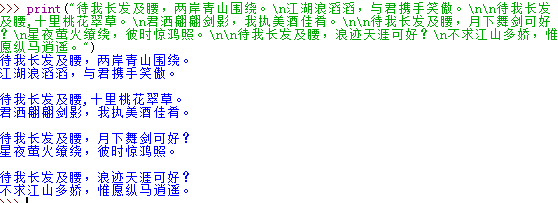 >>> print("待我长发及腰，两岸青山围绕。\n江湖浪滔滔，与君携手笑傲。\n\n待我长发
及腰,十里桃花翠草。\n君洒翩翩剑影，我执美酒佳肴。\n\n\n待我长发及腰，月下舞剑可好
？\n星夜萤火缭绕，彼时惊鸿照。\n\n待我长发及腰，浪迹天涯可好？\n不求江山多娇，惟
愿纵马逍遥。")
待我长发及腰，两岸青山围绕。
江湖浪滔滔，与君携手笑傲。

待我长发及腰,十里桃花翠草。
君洒翩翩剑影，我执美酒佳肴。

待我长发及腰，月下舞剑可好？
星夜萤火缭绕，彼时惊鸿照。

待我长发及腰，浪迹天涯可好？
不求江山多娇，惟愿纵马逍遥。
>>>